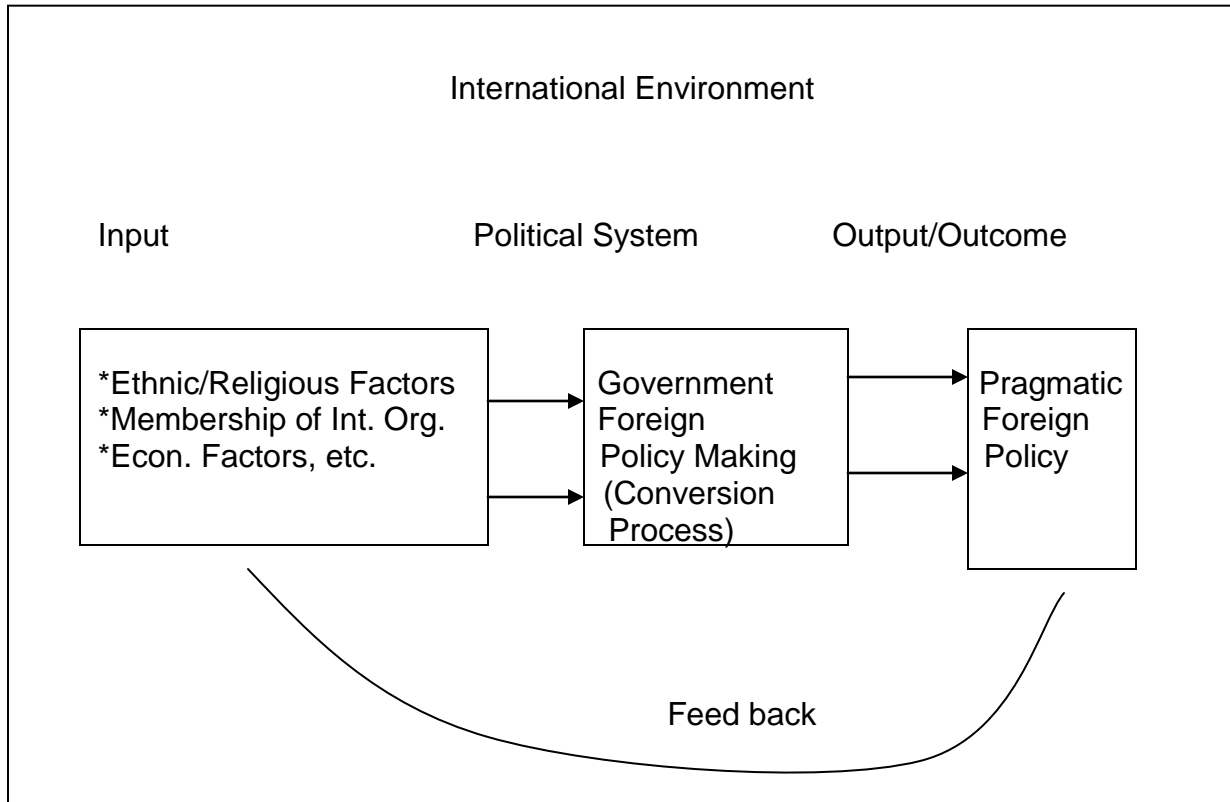 International Environment
Input
Political System
Output/Outcome
*Ethnic/Religious Factors
*Membership of Int. Org.
*Econ. Factors, etc.
Government
Foreign
Policy Making
(Conversion
Process)
Pragmatic
Foreign
Policy
Feed back